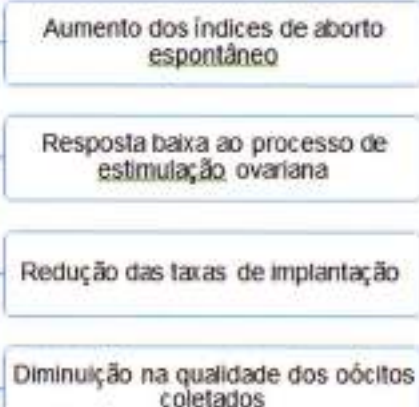 Aumento dos índices de aborto
espontâneo
Resposta baixa ao processo de
estimulação ovariana
Redução das taxas de implantação
Diminuição na qualidade dos oócitos
coletados